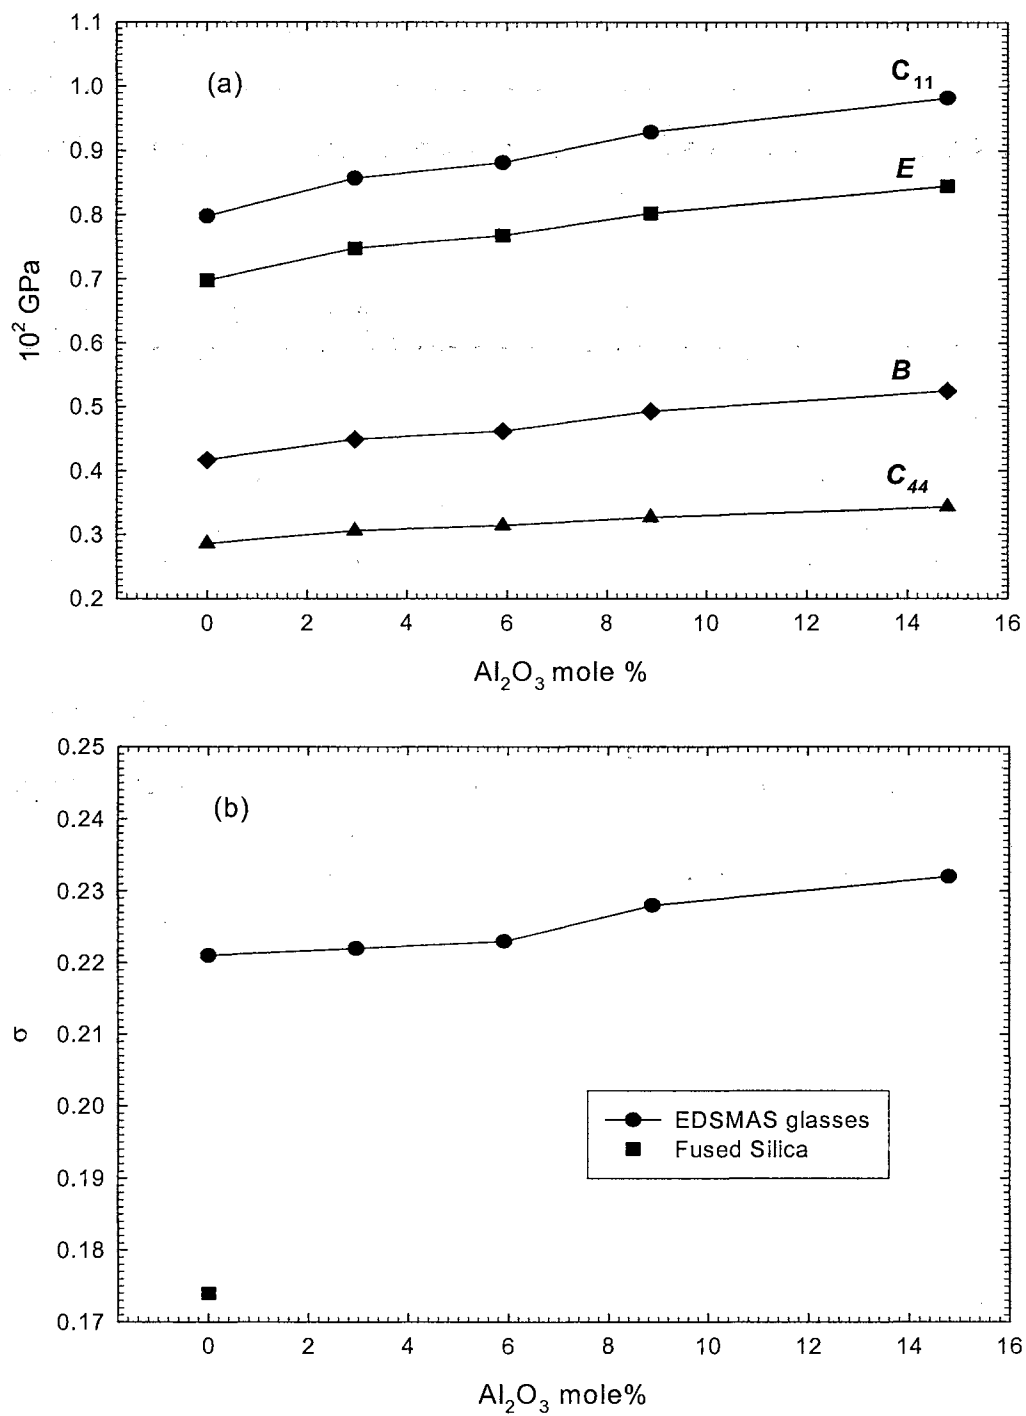 1.1
(a)
C11
1.0
0.9
E
0.8
0.7
10² GPa
0.6
B
0.5
0.4
C44
0.3
0.2
0 2 4 6 8 10 12 14 16
Al2O3 mole %
0.25
(b)
0.24
0.23
0.22
σ
0.21
0.20
EDSMAS glasses
Fused Silica
0.19
0.18
0.17
0 2 4 6 8 10 12 14 16
Al2O3 mole%